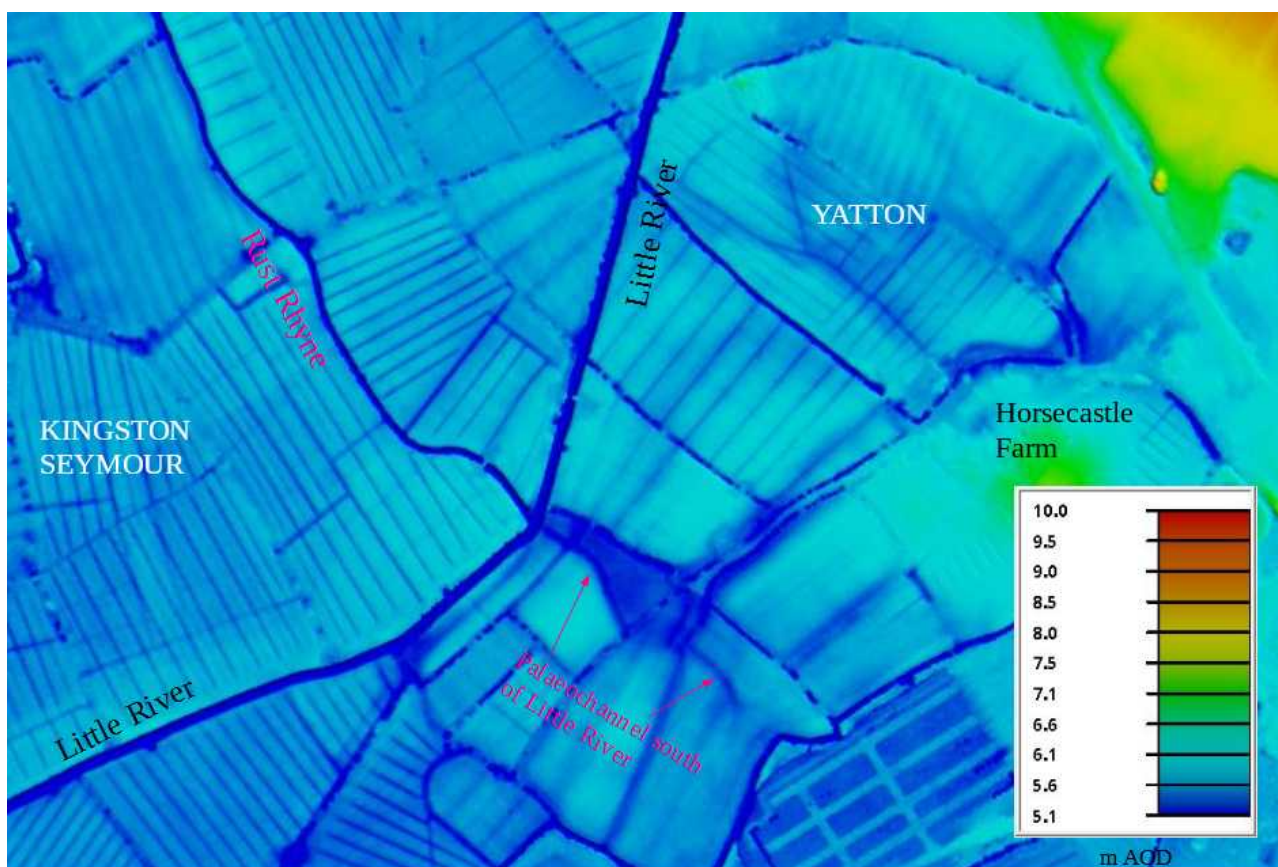 YATTON
Little River
Rust Rhyne
KINGSTON
SEYMOUR
Horsecastle
Farm
Palaeochannel south
of Little River
Little River
10.0
9.5
9.0
8.5
8.0
7.5
7.1
6.6
6.1
5.6
5.1
m AOD